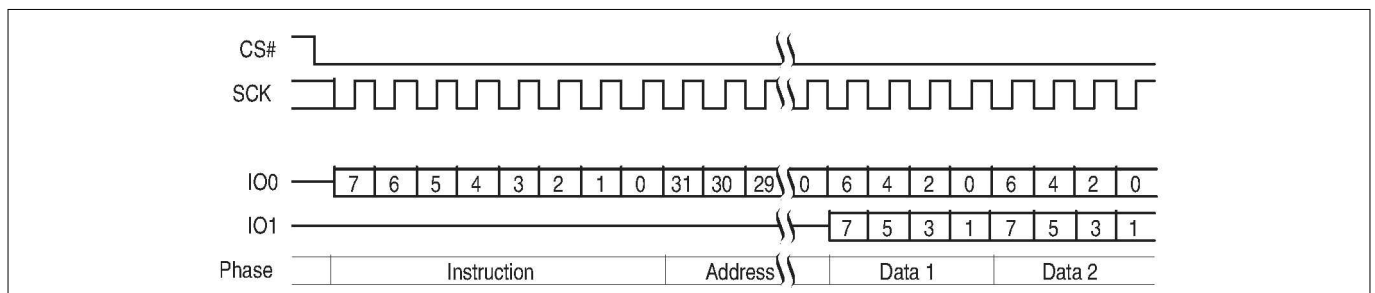 CS#
SCK
IO0 7 6 5 4 3 2 1 0 31 30 29 0 6 4 2 0 6 4 2 0
IO1 7 5 3 1 7 5 3 1
Phase Instruction Address Data 1 Data 2